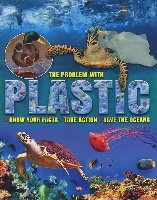 THE PROBLEM WITH
PLASTIC
KNOW YOUR FACTS - TAKE ACTION - SAVE THE OCEANS